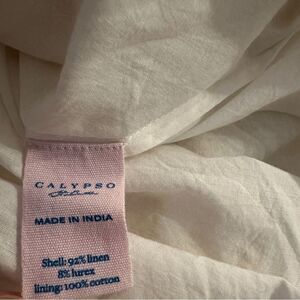 CALYPSO
MADE IN INDIA
Shell: 92% linen
8% lurex
lining: 100% cotton